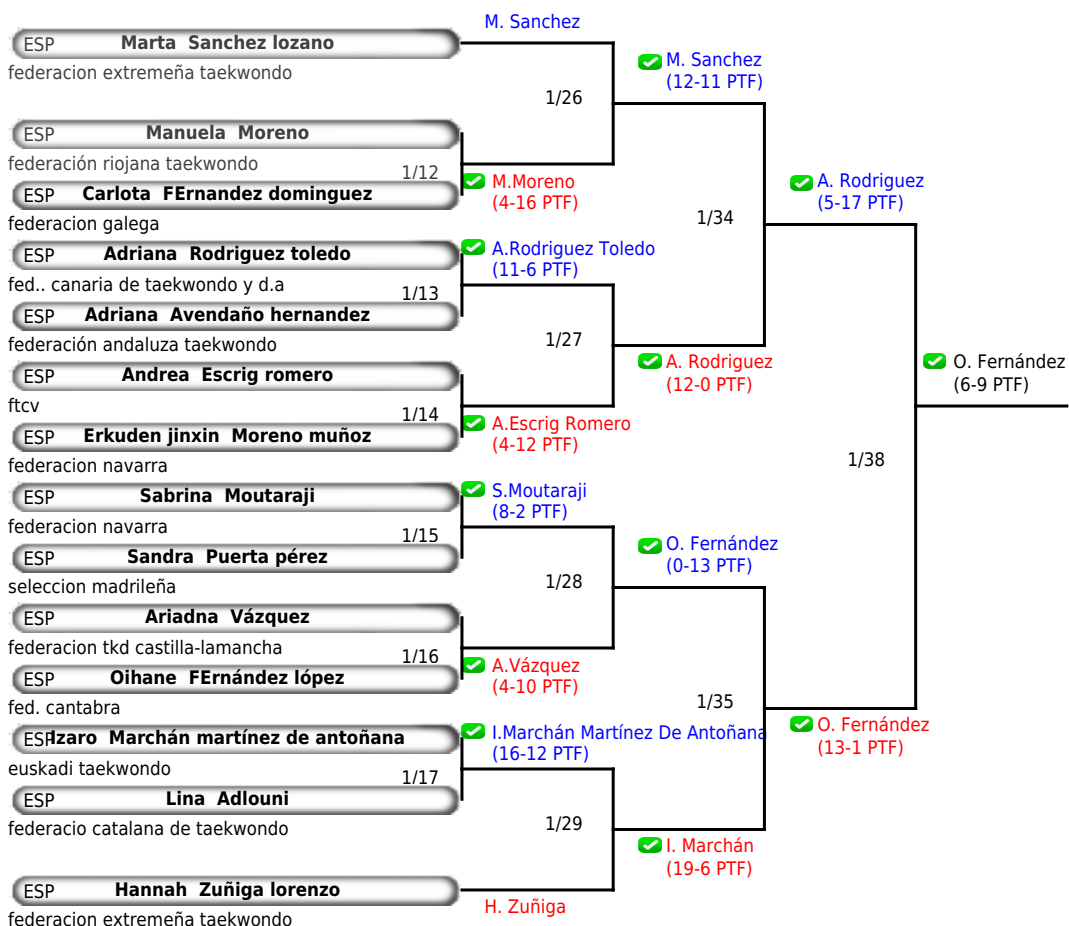 M. Sanchez
ESP Marta Sanchez lozano
federacion extremeña taekwondo
M. Sanchez
(12-11 PTF)
1/26
ESP Manuela Moreno
federación riojana taekwondo
1/12
ESP Carlota FErnandez dominguez
federacion galega
M.Moreno
(4-16 PTF)
A. Rodriguez
(5-17 PTF)
1/34
ESP Adriana Rodriguez toledo
fed.. canaria de taekwondo y d.a
A.Rodriguez Toledo
(11-6 PTF)
1/13
ESP Adriana Avendaño hernandez
federación andaluza taekwondo
1/27
ESP Andrea Escrig romero
ftcv
A. Rodriguez
(12-0 PTF)
O. Fernández
(6-9 PTF)
1/14
ESP Erkuden jinxin Moreno muñoz
federacion navarra
A.Escrig Romero
(4-12 PTF)
1/38
ESP Sabrina Moutaraji
federacion navarra
S.Moutaraji
(8-2 PTF)
1/15
ESP Sandra Puerta pérez
seleccion madrileña
O. Fernández
(0-13 PTF)
1/28
ESP Ariadna Vázquez
federacion tkd castilla-lamancha
1/16
ESP Oihane FErnández lópez
fed. cantabra
A.Vázquez
(4-10 PTF)
1/35
O. Fernández
(13-1 PTF)
ESP Izaro Marchán martínez de antoñana
euskadi taekwondo
I.Marchán Martínez De Antoñana
(16-12 PTF)
1/17
ESP Lina Adlouni
federacio catalana de taekwondo
1/29
I. Marchán
(19-6 PTF)
ESP Hannah Zuñiga lorenzo
federacion extremeña taekwondo
H. Zuñiga